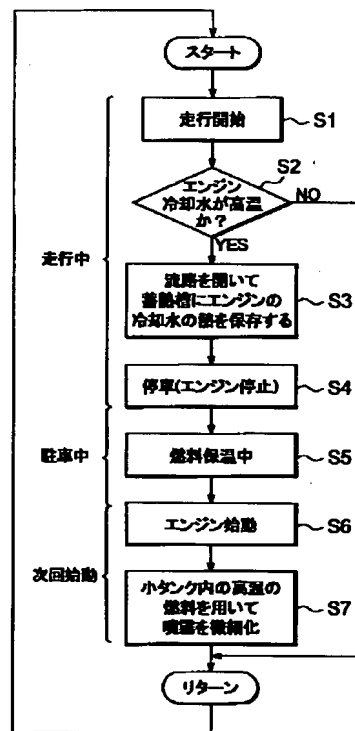 スタート
走行開始
S1
S2
エンジン
冷却水が高温
か?
NO
YES
走行中
流路を開いて
蓄熱槽にエンジンの
冷却水の熱を保存する
S3
停車(エンジン停止)
S4
駐車中
燃料保温中
S5
エンジン始動
S6
次回始動
小タンク内の高温の
燃料を用いて
噴霧を微細化
S7
リターン